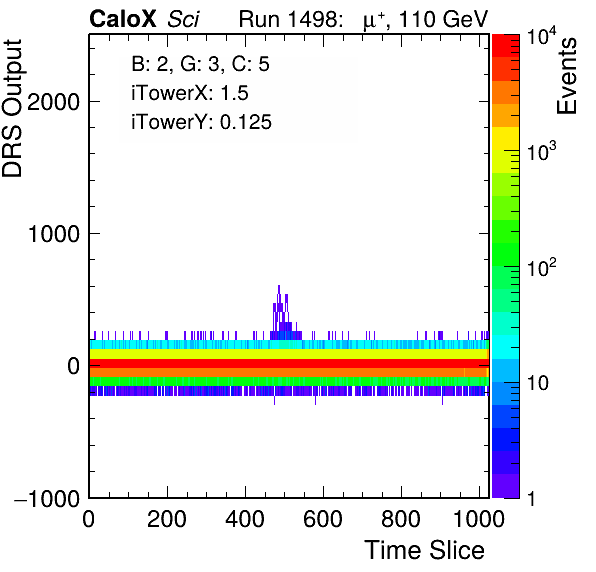 CaloX Sci Run 1498: μ⁺, 110 GeV
B: 2, G: 3, C: 5
iTowerX: 1.5
iTowerY: 0.125
DRS Output
2000
1000
0
−1000
0 200 400 600 800 1000
Time Slice
Events
10⁴
10³
10²
10
1